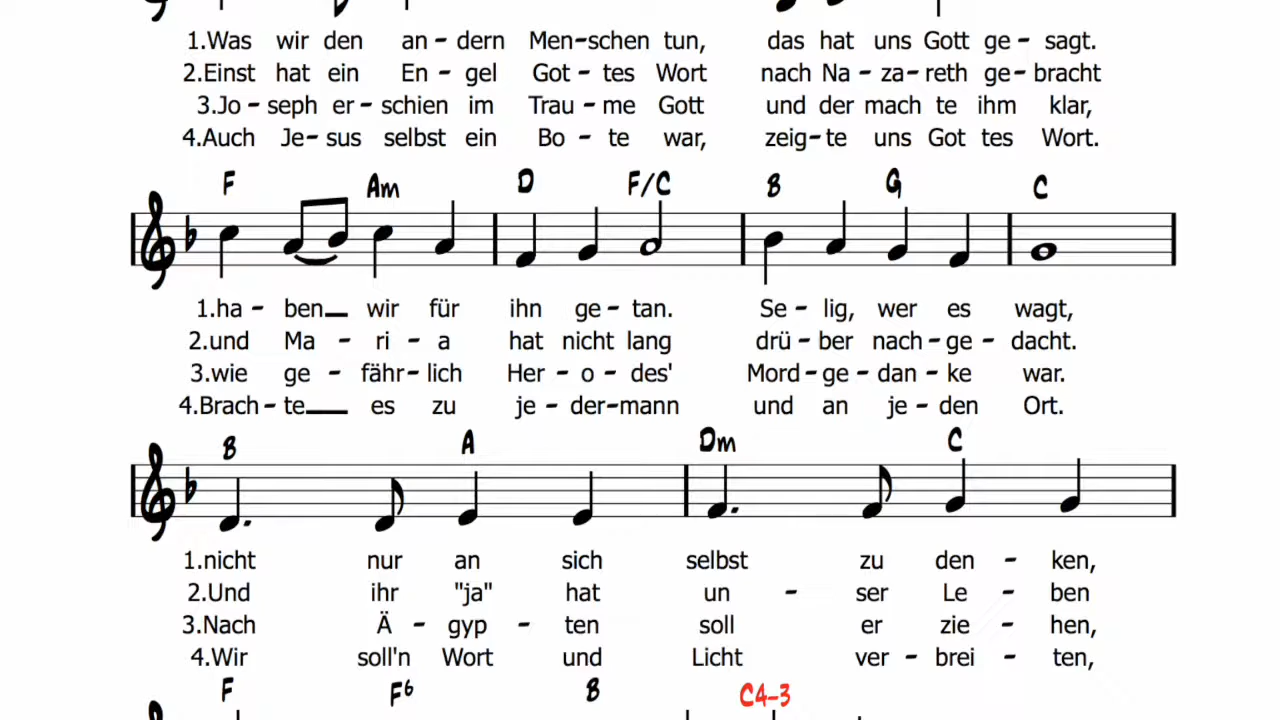 1.Was wir den an - dern Men-schen tun, das hat uns Gott ge - sagt.
2.Einst hat ein En - gel Got - tes Wort nach Na - za-reth ge-bracht
3.Jo - seph er - schien im Trau - me Gott und der mach te ihm klar,
4.Auch Je- sus selbst ein Bo - te war, zeig-te uns Got tes Wort.
F Am D F/C B G C
1.ha - ben wir für ihn ge - tan. Se - lig, wer es wagt,
2.und Ma - ri - a hat nicht lang drü - ber nach-ge - dacht.
3.wie ge - fähr-lich Her - o - des' Mord-ge - dan - ke war.
4.Brach - te es zu je - der-mann und an je - den Ort.
B A Dm C
1.nicht nur an sich selbst zu den - ken,
2.Und ihr "ja" hat un - ser Le - ben
3.Nach Ä - gyp - ten soll er zie - hen,
4.Wir soll'n Wort und Licht ver - brei - ten,
F F6 B C4-3